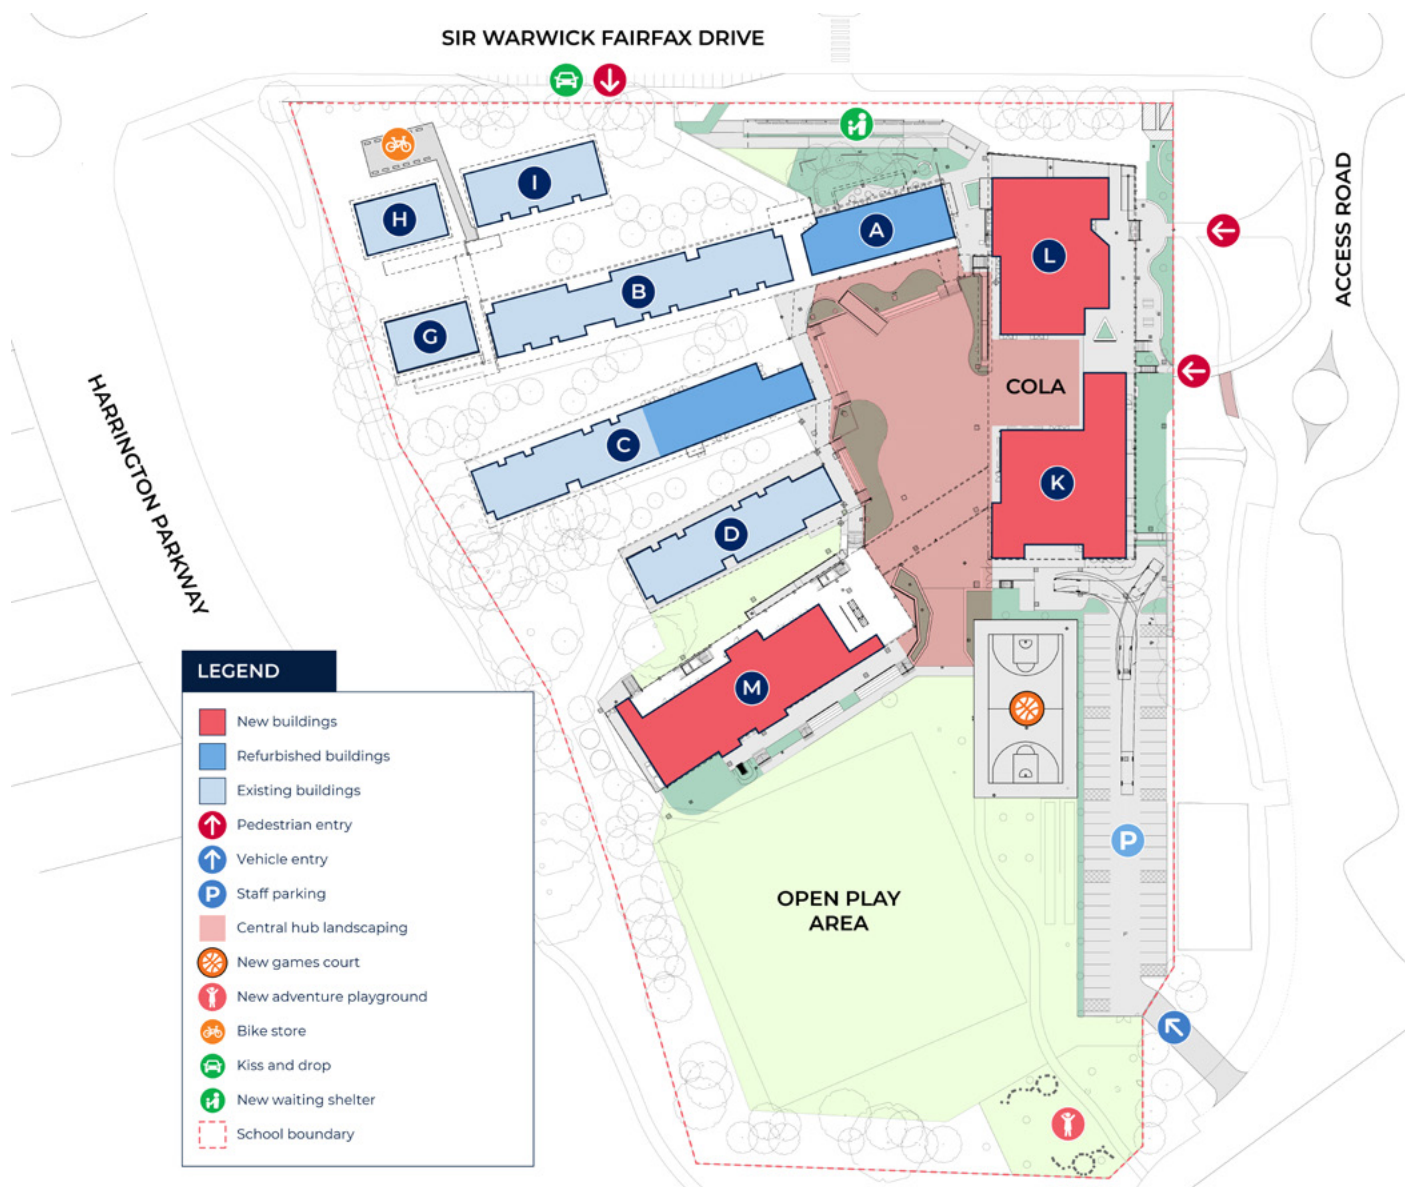 SIR WARWICK FAIRFAX DRIVE
I
H
A
L
B
G
ACCESS ROAD
COLA
C
K
D
HARRINGTON PARKWAY
M
P
OPEN PLAY
AREA
LEGEND
New buildings
Refurbished buildings
Existing buildings
Pedestrian entry
Vehicle entry
P
Staff parking
Central hub landscaping
New games court
New adventure playground
Bike store
Kiss and drop
New waiting shelter
School boundary